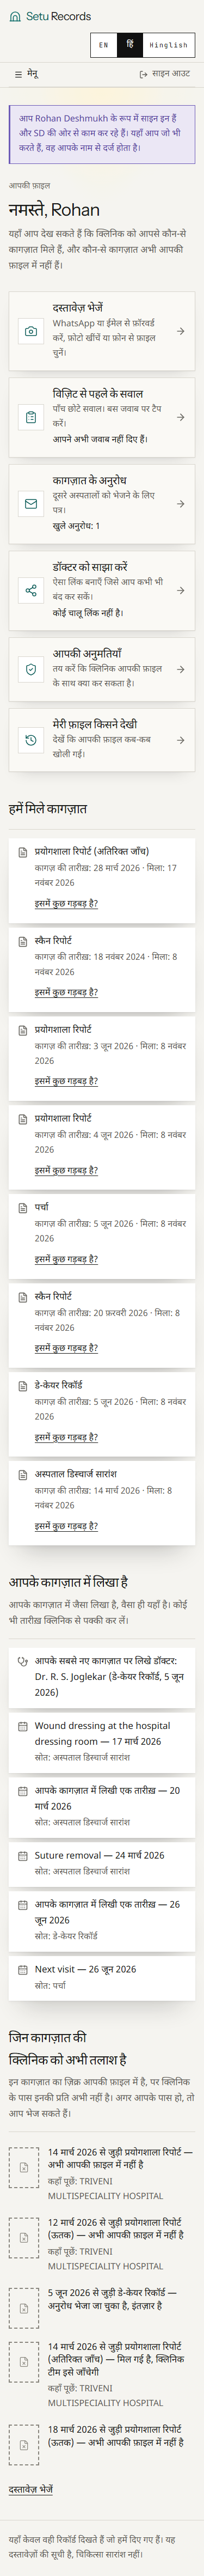 Setu Records
EN
हिं
Hinglish
मेनू
साइन आउट
आप Rohan Deshmukh के रूप में साइन इन हैं
और SD की ओर से काम कर रहे हैं। यहाँ आप जो भी
करते हैं, वह आपके नाम से दर्ज होता है।
आपकी फ़ाइल
नमस्ते, Rohan
यहाँ आप देख सकते हैं कि क्लिनिक को आपसे कौन-से
कागज़ात मिले हैं, और कौन-से कागज़ात अभी आपकी
फ़ाइल में नहीं हैं।
दस्तावेज़ भेजें
WhatsApp या ईमेल से फ़ॉरवर्ड
करें, फ़ोटो खींचें या फ़ोन से फ़ाइल
चुनें।
विज़िट से पहले के सवाल
पाँच छोटे सवाल। बस जवाब पर टैप
करें।
आपने अभी जवाब नहीं दिए हैं।
कागज़ात के अनुरोध
दूसरे अस्पतालों को भेजने के लिए
पत्र।
खुले अनुरोध: 1
डॉक्टर को साझा करें
ऐसा लिंक बनाएँ जिसे आप कभी भी
बंद कर सकें।
कोई चालू लिंक नहीं है।
आपकी अनुमतियाँ
तय करें कि क्लिनिक आपकी फ़ाइल
के साथ क्या कर सकता है।
मेरी फ़ाइल किसने देखी
देखें कि आपकी फ़ाइल कब-कब
खोली गई।
हमें मिले कागज़ात
प्रयोगशाला रिपोर्ट (अतिरिक्त जाँच)
कागज़ की तारीख़: 28 मार्च 2026 · मिला: 17
नवंबर 2026
इसमें कुछ गड़बड़ है?
स्कैन रिपोर्ट
कागज़ की तारीख़: 18 नवंबर 2024 · मिला: 8
नवंबर 2026
इसमें कुछ गड़बड़ है?
प्रयोगशाला रिपोर्ट
कागज़ की तारीख़: 3 जून 2026 · मिला: 8 नवंबर
2026
इसमें कुछ गड़बड़ है?
प्रयोगशाला रिपोर्ट
कागज़ की तारीख़: 4 जून 2026 · मिला: 8 नवंबर
2026
इसमें कुछ गड़बड़ है?
पर्चा
कागज़ की तारीख़: 5 जून 2026 · मिला: 8 नवंबर
2026
इसमें कुछ गड़बड़ है?
स्कैन रिपोर्ट
कागज़ की तारीख़: 20 फ़रवरी 2026 · मिला: 8
नवंबर 2026
इसमें कुछ गड़बड़ है?
डे-केयर रिकॉर्ड
कागज़ की तारीख़: 5 जून 2026 · मिला: 8 नवंबर
2026
इसमें कुछ गड़बड़ है?
अस्पताल डिस्चार्ज सारांश
कागज़ की तारीख़: 14 मार्च 2026 · मिला: 8
नवंबर 2026
इसमें कुछ गड़बड़ है?
आपके कागज़ात में लिखा है
आपके कागज़ात में जैसा लिखा है, वैसा ही यहाँ है। कोई
भी तारीख़ क्लिनिक से पक्की कर लें।
आपके सबसे नए कागज़ात पर लिखे डॉक्टर:
Dr. R. S. Joglekar (डे-केयर रिकॉर्ड, 5 जून
2026)
Wound dressing at the hospital
dressing room — 17 मार्च 2026
स्रोत: अस्पताल डिस्चार्ज सारांश
आपके कागज़ात में लिखी एक तारीख़ — 20
मार्च 2026
स्रोत: अस्पताल डिस्चार्ज सारांश
Suture removal — 24 मार्च 2026
स्रोत: अस्पताल डिस्चार्ज सारांश
आपके कागज़ात में लिखी एक तारीख़ — 26
जून 2026
स्रोत: डे-केयर रिकॉर्ड
Next visit — 26 जून 2026
स्रोत: पर्चा
जिन कागज़ात की
क्लिनिक को अभी तलाश है
इन कागज़ात का ज़िक्र आपकी फ़ाइल में है, पर क्लिनिक
के पास इनकी प्रति अभी नहीं है। अगर आपके पास हो, तो
आप भेज सकते हैं।
14 मार्च 2026 से जुड़ी प्रयोगशाला रिपोर्ट —
अभी आपकी फ़ाइल में नहीं है
कहाँ पूछें: TRIVENI
MULTISPECIALITY HOSPITAL
12 मार्च 2026 से जुड़ी प्रयोगशाला रिपोर्ट
(ऊतक) — अभी आपकी फ़ाइल में नहीं है
कहाँ पूछें: TRIVENI
MULTISPECIALITY HOSPITAL
5 जून 2026 से जुड़ी डे-केयर रिकॉर्ड —
अनुरोध भेजा जा चुका है, इंतज़ार है
14 मार्च 2026 से जुड़ी प्रयोगशाला रिपोर्ट
(अतिरिक्त जाँच) — मिल गई है, क्लिनिक
टीम इसे जाँचेगी
कहाँ पूछें: TRIVENI
MULTISPECIALITY HOSPITAL
18 मार्च 2026 से जुड़ी प्रयोगशाला रिपोर्ट
(ऊतक) — अभी आपकी फ़ाइल में नहीं है
दस्तावेज़ भेजें
यहाँ केवल वही रिकॉर्ड दिखते हैं जो हमें दिए गए हैं। यह
दस्तावेज़ों की सूची है, चिकित्सा सारांश नहीं।